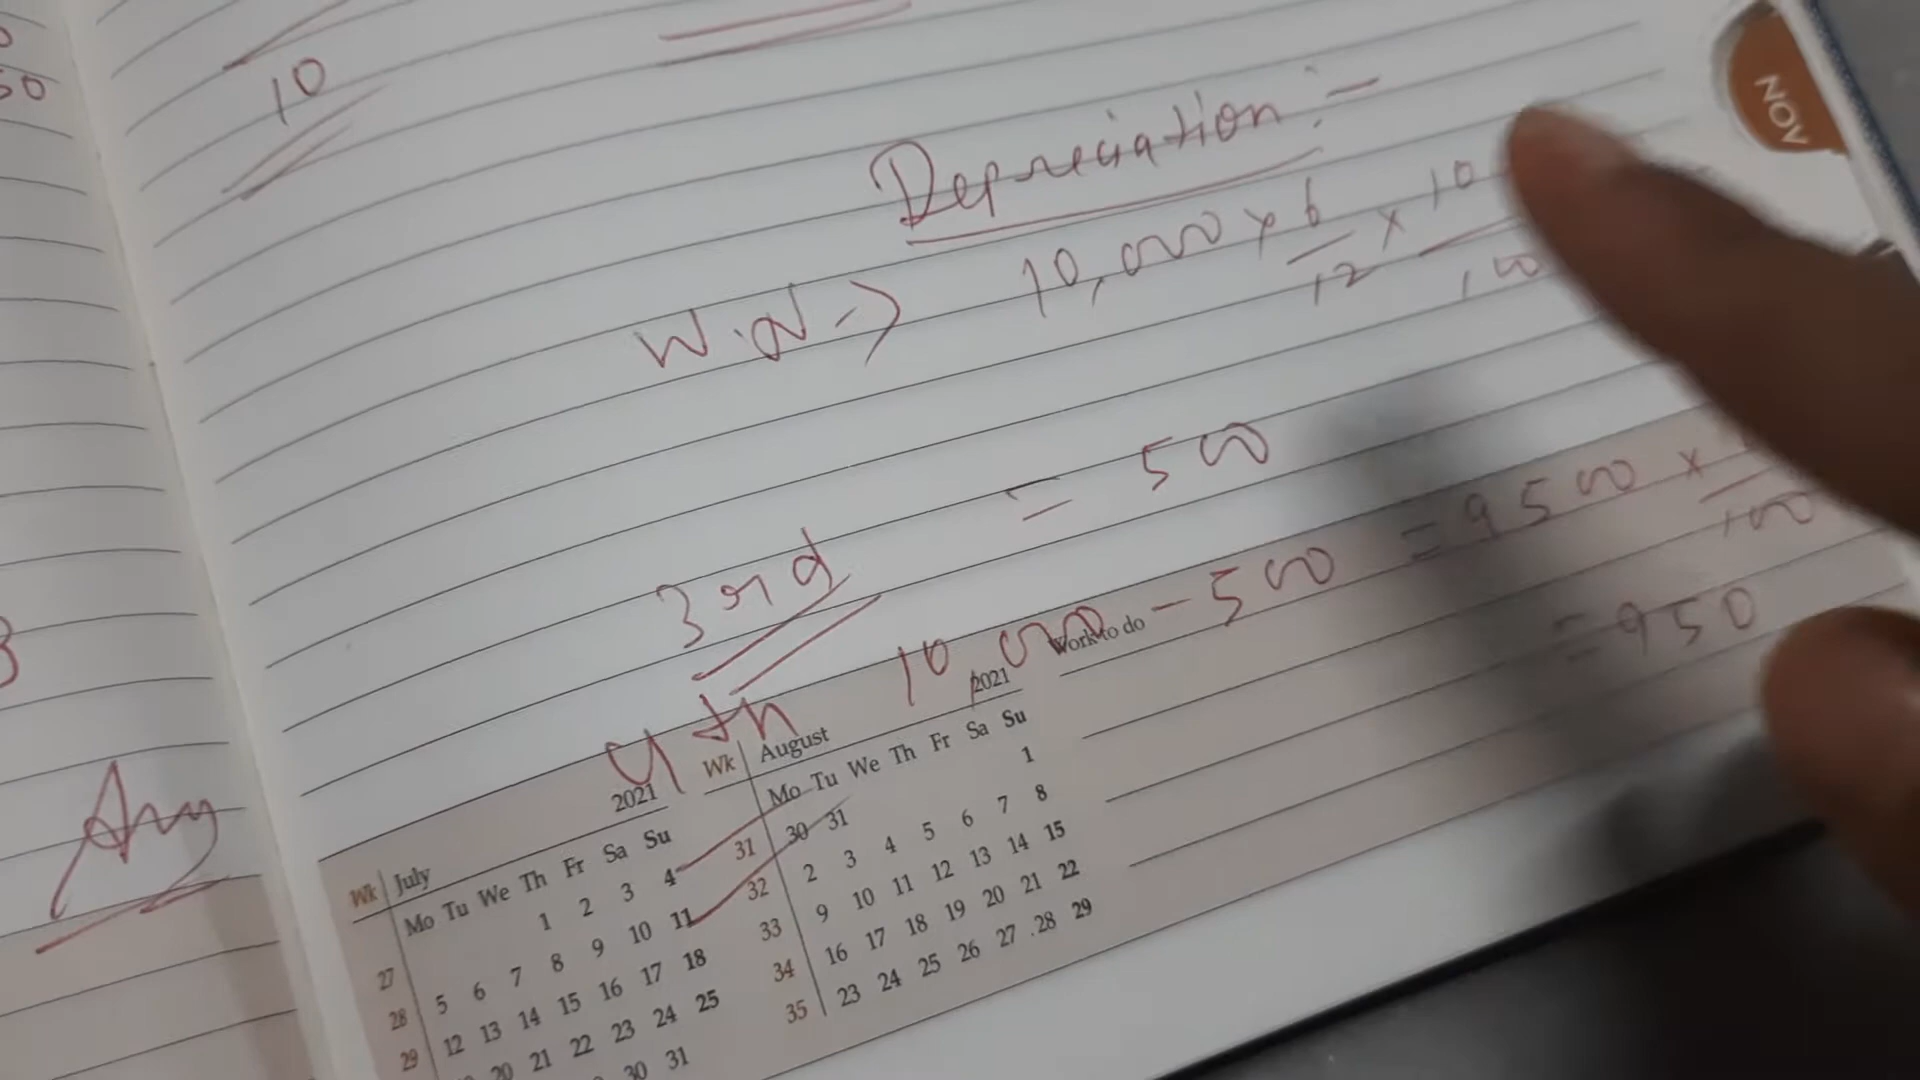 50
10
NOV
Depreciation :-
W.N -> 10,000 x 6/12 x 10/100
= 500
3rd
4th 10,000 - 500 = 9500 x /100
= 950
Any
Work to do
2021
Wk July
Mo Tu We Th Fr Sa Su
27 1 2 3 4
28 5 6 7 8 9 10 11
29 12 13 14 15 16 17 18
20 21 22 23 24 25
30 31
2021
Wk August
Mo Tu We Th Fr Sa Su
31 30 31 1
32 2 3 4 5 6 7 8
33 9 10 11 12 13 14 15
34 16 17 18 19 20 21 22
35 23 24 25 26 27 28 29